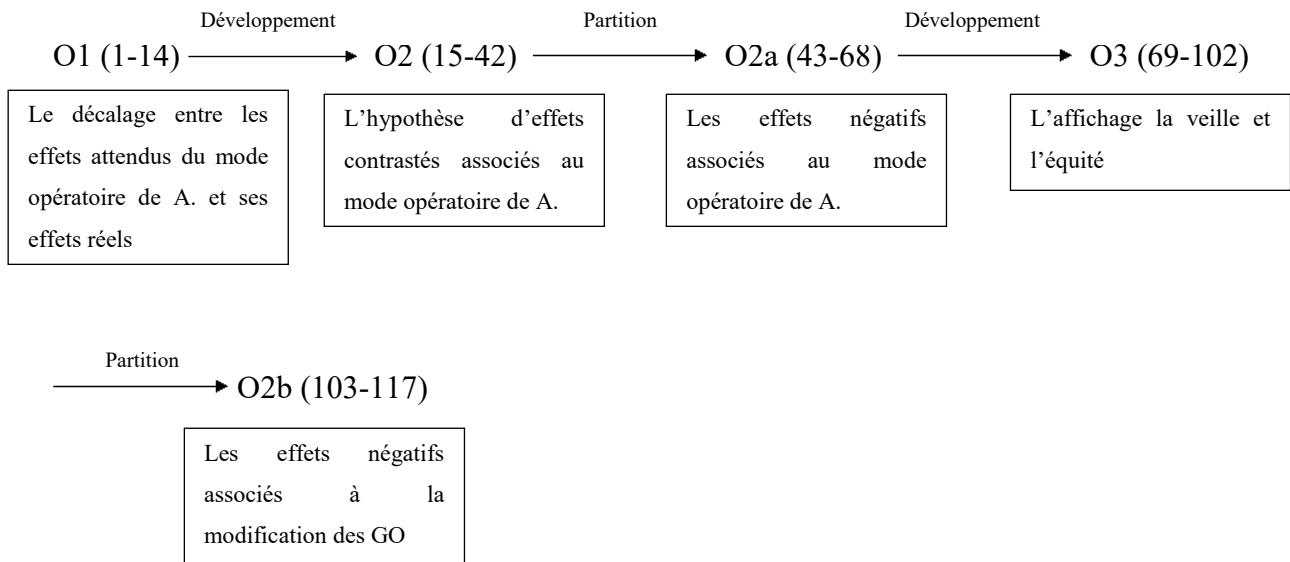 Développement
Partition
Développement
O1 (1-14)
O2 (15-42)
O2a (43-68)
O3 (69-102)
Le décalage entre les
effets attendus du mode
opératoire de A. et ses
effets réels
L’hypothèse d’effets
contrastés associés au
mode opératoire de A.
Les effets négatifs
associés au mode
opératoire de A.
L’affichage la veille et
l’équité
Partition
O2b (103-117)
Les effets négatifs
associés à la
modification des GO